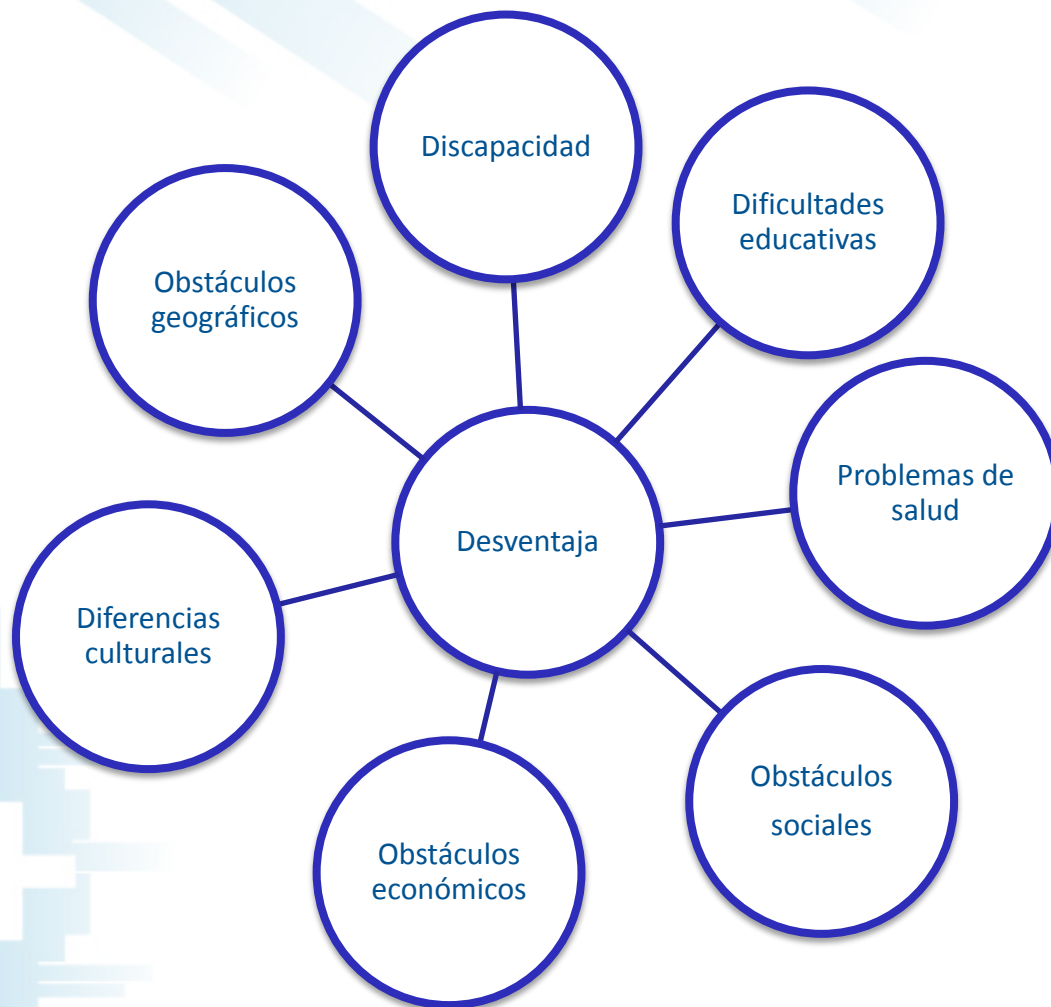 Discapacidad
Dificultades
educativas
Obstáculos
geográficos
Problemas de
salud
Desventaja
Diferencias
culturales
Obstáculos
sociales
Obstáculos
económicos